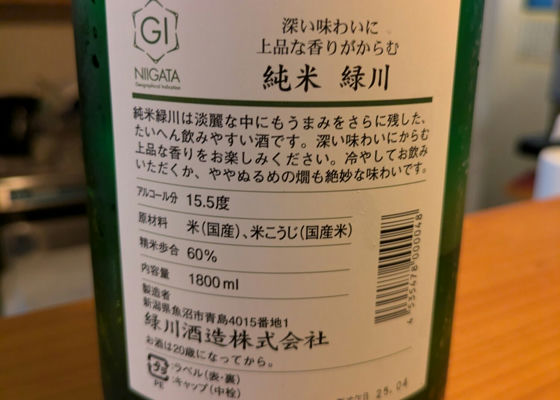 GI
NIIGATA
Geographical Indication
深い味わいに
上品な香りがからむ
純米 緑川
純米緑川は淡麗な中にもうまみをさらに残した、
たいへん飲みやすい酒です。深い味わいにからむ
上品な香りをお楽しみください。冷やしてお飲み
いただくか、ややぬるめの燗も絶妙な味わいです。
アルコール分 15.5度
原材料 米(国産)、米こうじ(国産米)
精米歩合 60%
内容量 1800ml
製造者
新潟県魚沼市青島4015番地1
緑川酒造株式会社
お酒は20歳になってから。
プラ :ラベル(表・裏)
PE :キャップ(中栓)
4 535478 000048
25.04